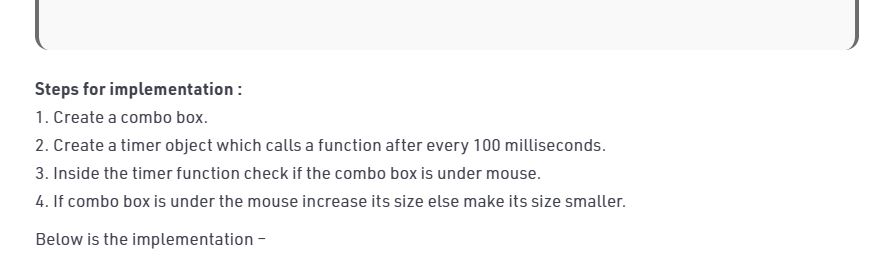 Steps for implementation :
1. Create a combo box.
2. Create a timer object which calls a function after every 100 milliseconds.
3. Inside the timer function check if the combo box is under mouse.
4. If combo box is under the mouse increase its size else make its size smaller.
Below is the implementation –